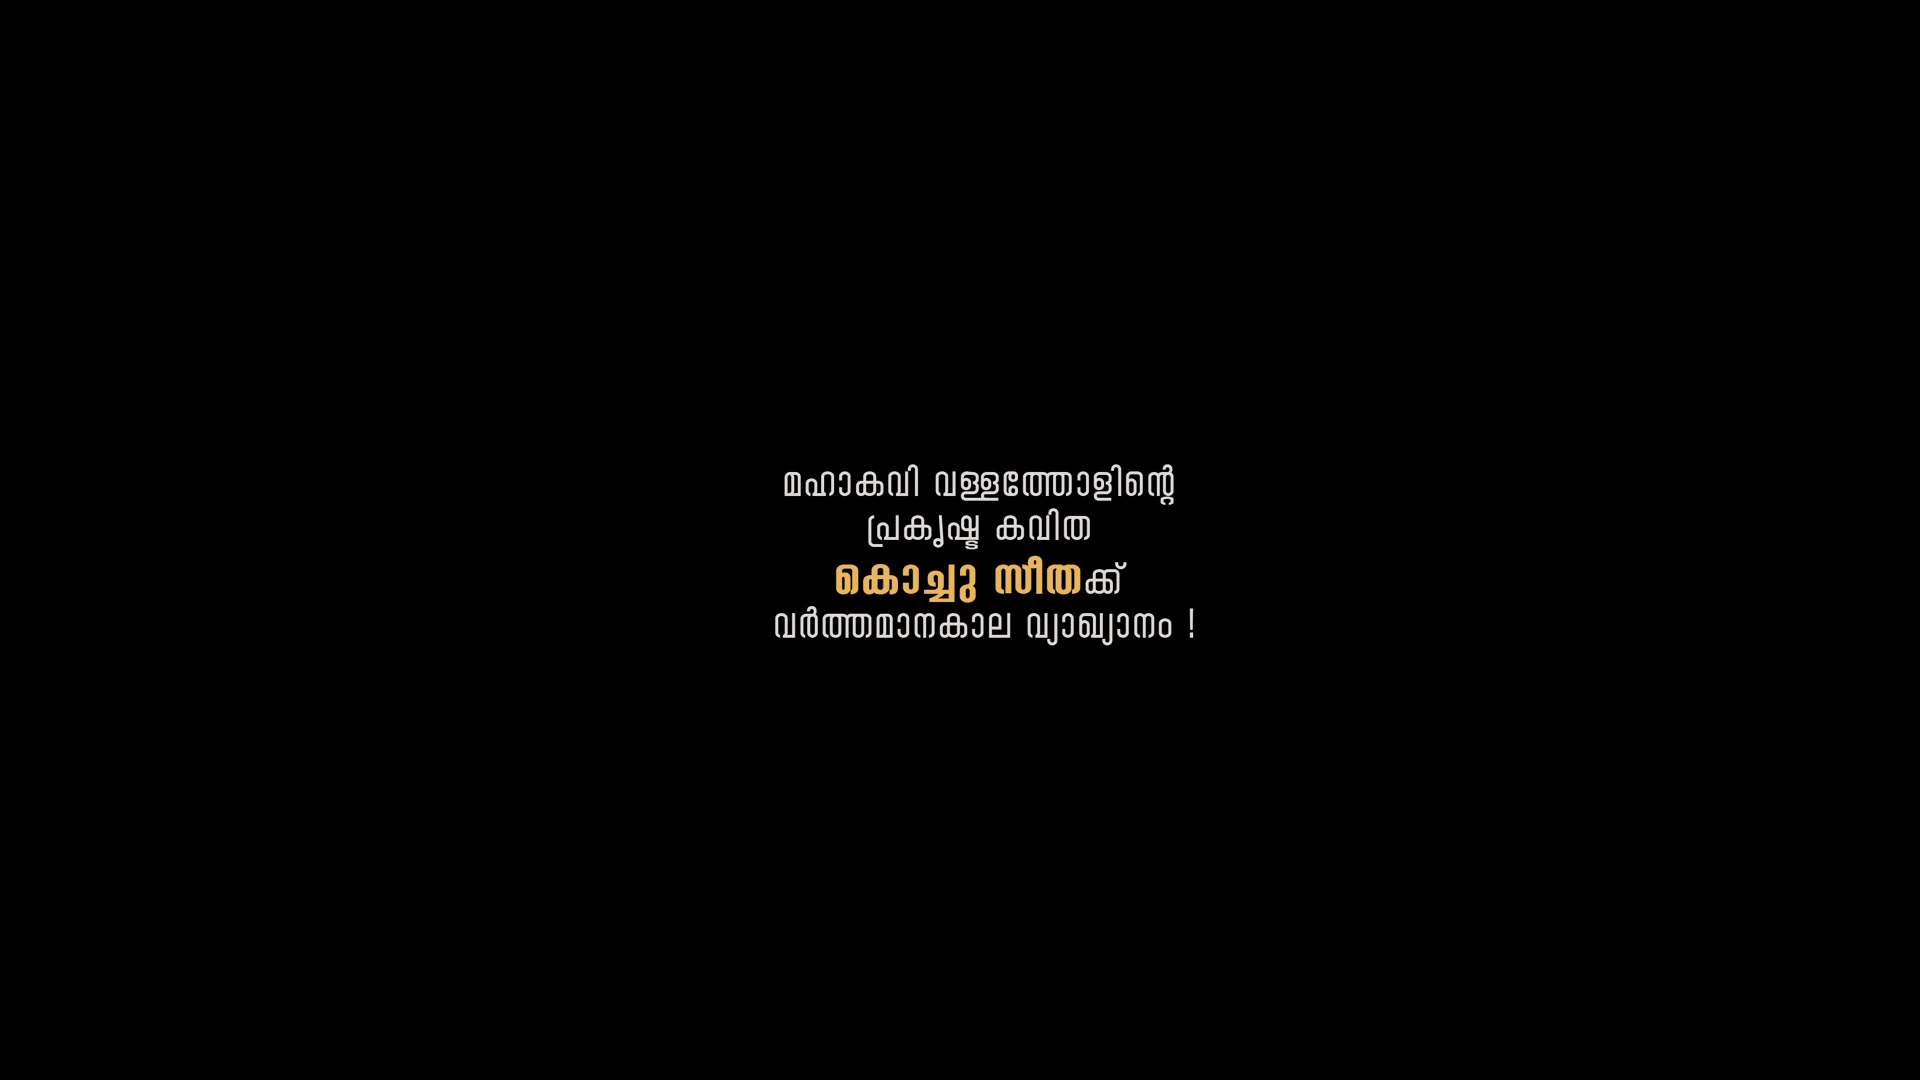 മഹാകവി വള്ളത്തോളിന്റെ
പ്രകൃഷ്ട കവിത
കൊച്ചു സീതക്ക്
വർത്തമാനകാല വ്യാഖ്യാനം !